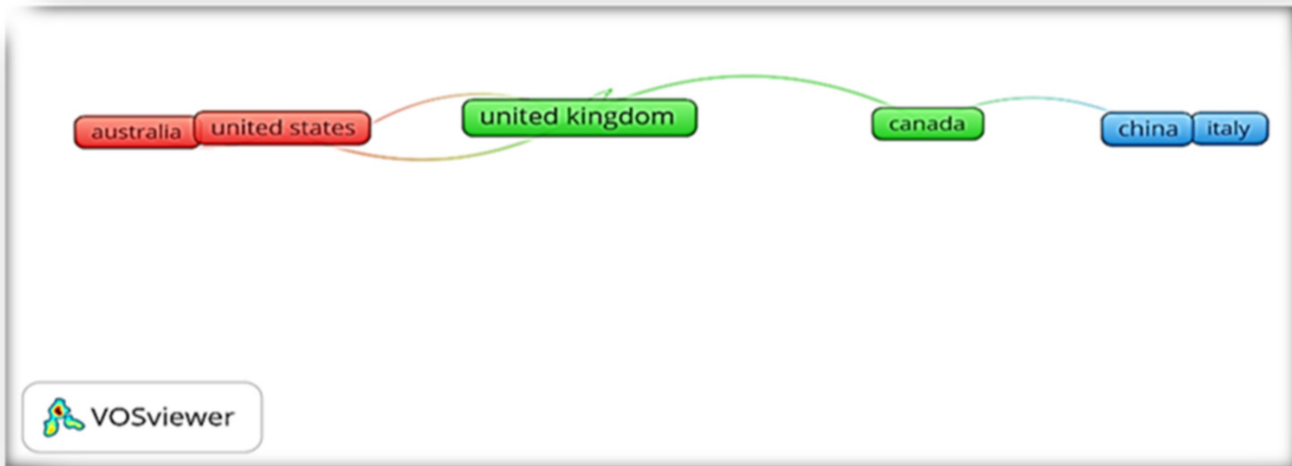 australia
united states
united kingdom
canada
china
italy
VOSviewer